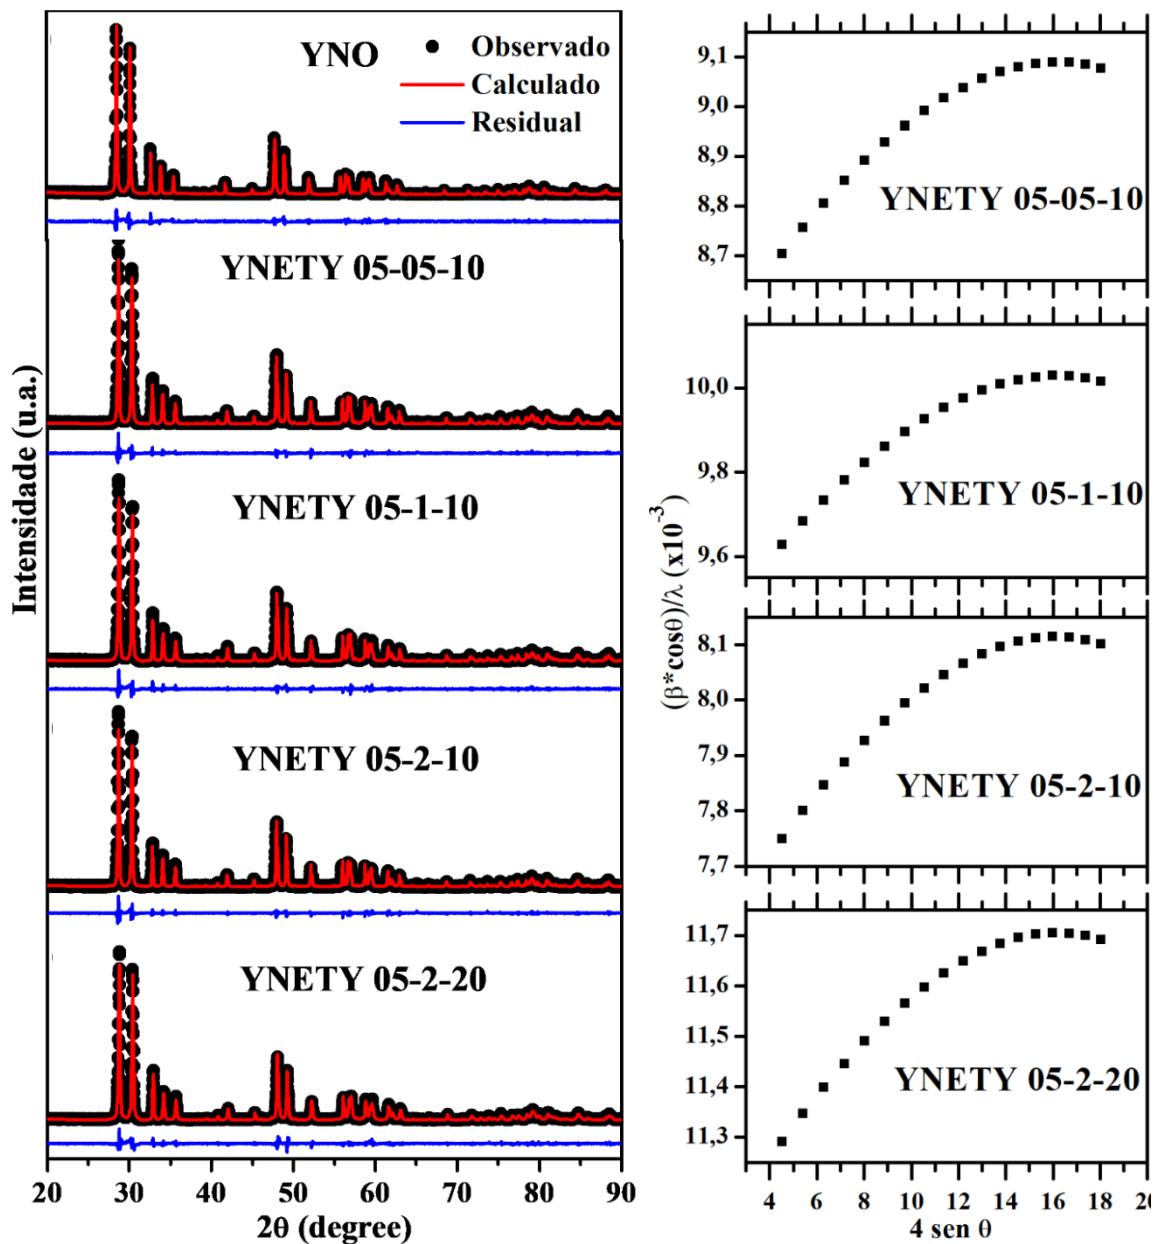 YNO
Observado
Calculado
Residual
YNETY 05-05-10
YNETY 05-1-10
YNETY 05-2-10
YNETY 05-2-20
Intensidade (u.a.)
20 30 40 50 60 70 80 90
2θ (degree)
9,1
9,0
8,9
8,8
8,7
YNETY 05-05-10
10,0
9,8
9,6
YNETY 05-1-10
(β*cosθ)/λ (x10⁻³)
8,1
8,0
7,9
7,8
7,7
YNETY 05-2-10
11,7
11,6
11,5
11,4
11,3
YNETY 05-2-20
4 6 8 10 12 14 16 18 20
4 sen θ